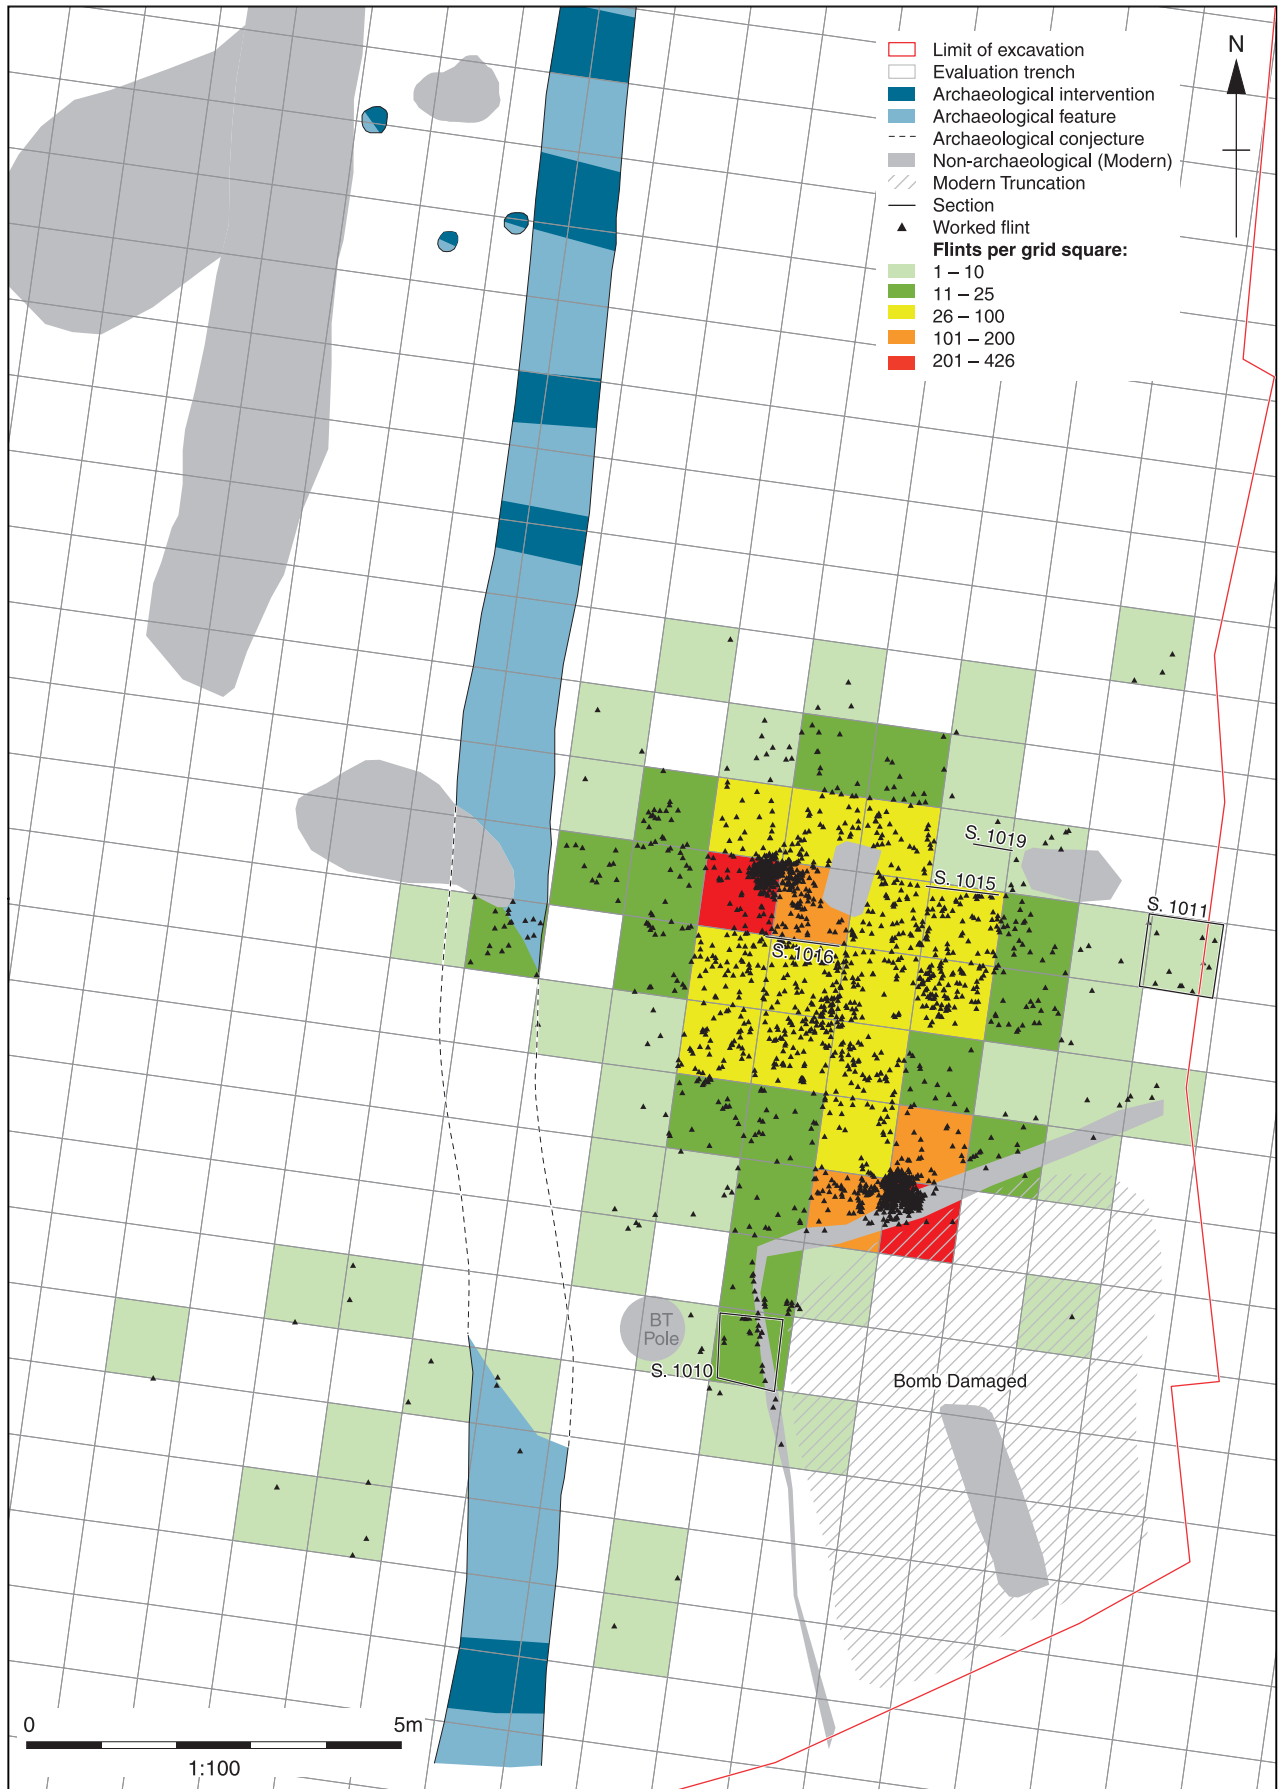 Limit of excavation
Evaluation trench
Archaeological intervention
Archaeological feature
Archaeological conjecture
Non-archaeological (Modern)
Modern Truncation
Section
Worked flint
Flints per grid square:
1 – 10
11 – 25
26 – 100
101 – 200
201 – 426
N
S. 1019
S. 1015
S. 1011
S. 1016
BT
Pole
S. 1010
Bomb Damaged
0 5m
1:100